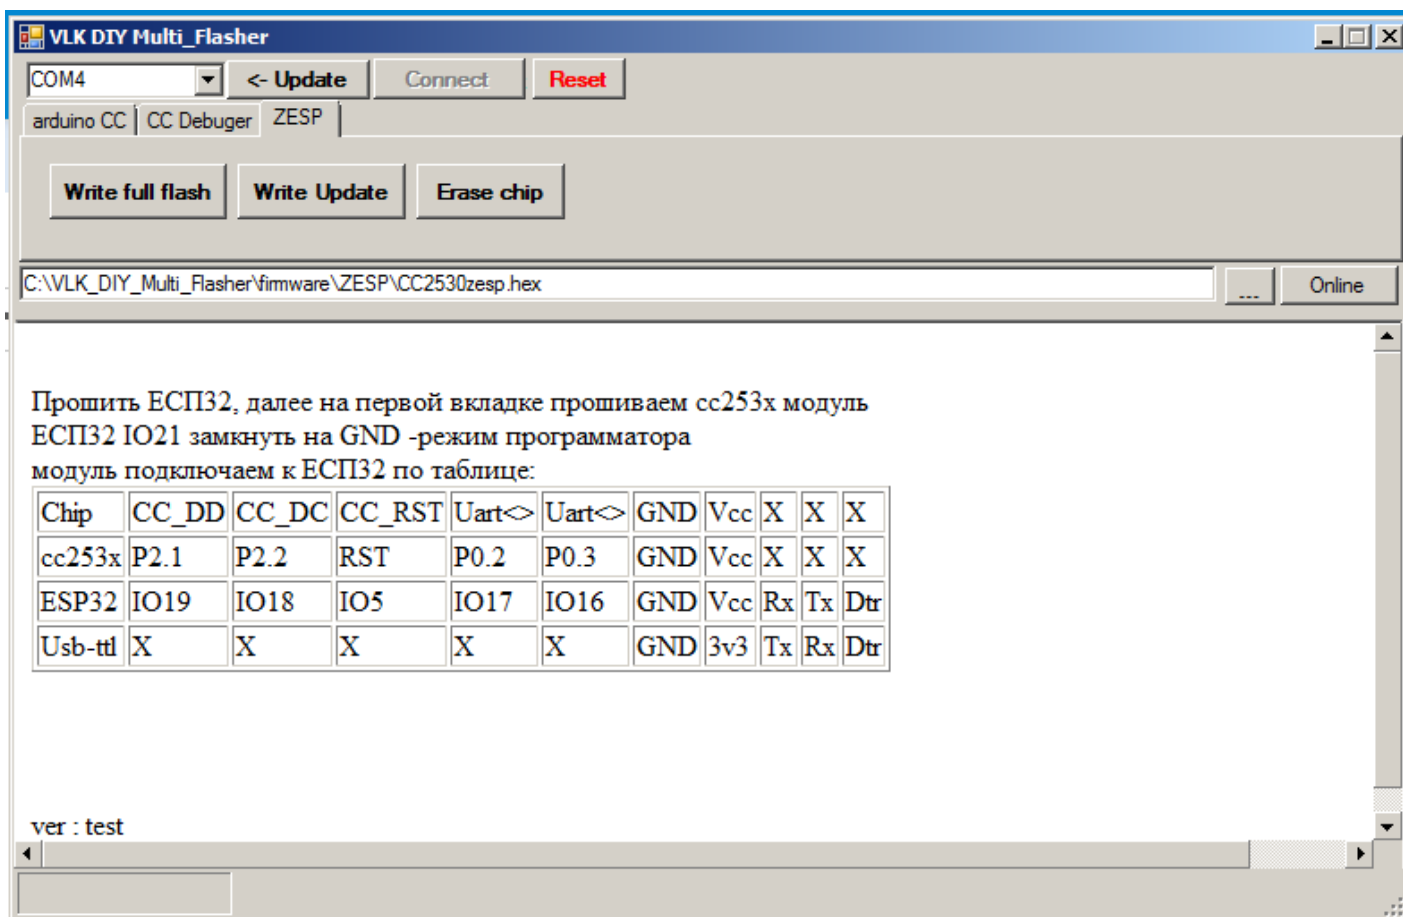 VLK DIY Multi_Flasher
COM4 <- Update Connect Reset
arduino CC CC Debuger ZESP
Write full flash Write Update Erase chip
C:\VLK_DIY_Multi_Flasher\firmware\ZESP\CC2530zesp.hex ... Online
Прошить ЕСП32, далее на первой вкладке прошиваем cc253x модуль
ЕСП32 IO21 замкнуть на GND -режим программатора
модуль подключаем к ЕСП32 по таблице:
Chip CC_DD CC_DC CC_RST Uart<> Uart<> GND Vcc X X X
cc253x P2.1 P2.2 RST P0.2 P0.3 GND Vcc X X X
ESP32 IO19 IO18 IO5 IO17 IO16 GND Vcc Rx Tx Dtr
Usb-ttl X X X X X GND 3v3 Tx Rx Dtr
ver : test